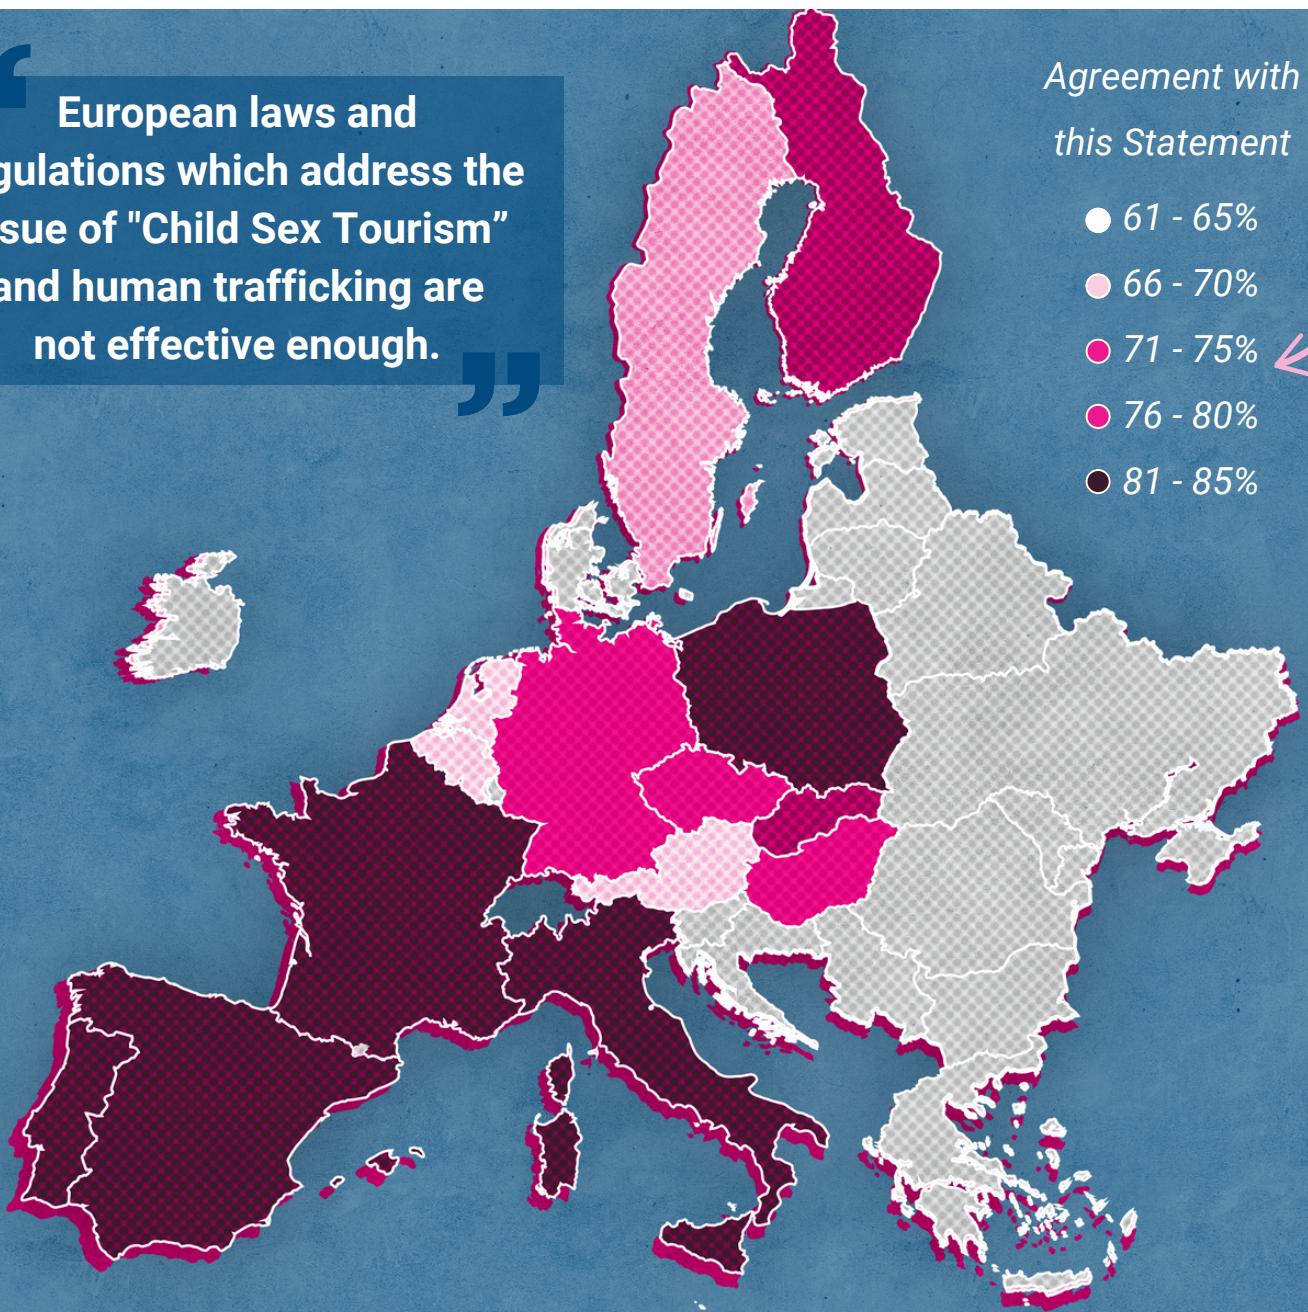 European laws and
gulations which address the
sue of "Child Sex Tourism”
and human trafficking are
not effective enough.
Agreement with
this Statement
61 - 65%
66 - 70%
71 - 75%
76 - 80%
81 - 85%